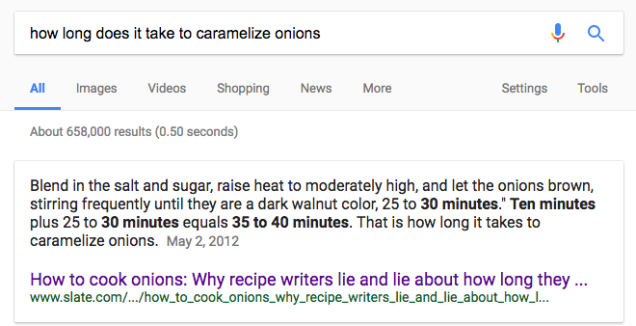 how long does it take to caramelize onions
All Images Videos Shopping News More Settings Tools
About 658,000 results (0.50 seconds)
Blend in the salt and sugar, raise heat to moderately high, and let the onions brown,
stirring frequently until they are a dark walnut color, 25 to 30 minutes." Ten minutes
plus 25 to 30 minutes equals 35 to 40 minutes. That is how long it takes to
caramelize onions. May 2, 2012
How to cook onions: Why recipe writers lie and lie about how long they ...
www.slate.com/.../how_to_cook_onions_why_recipe_writers_lie_and_lie_about_how_l...